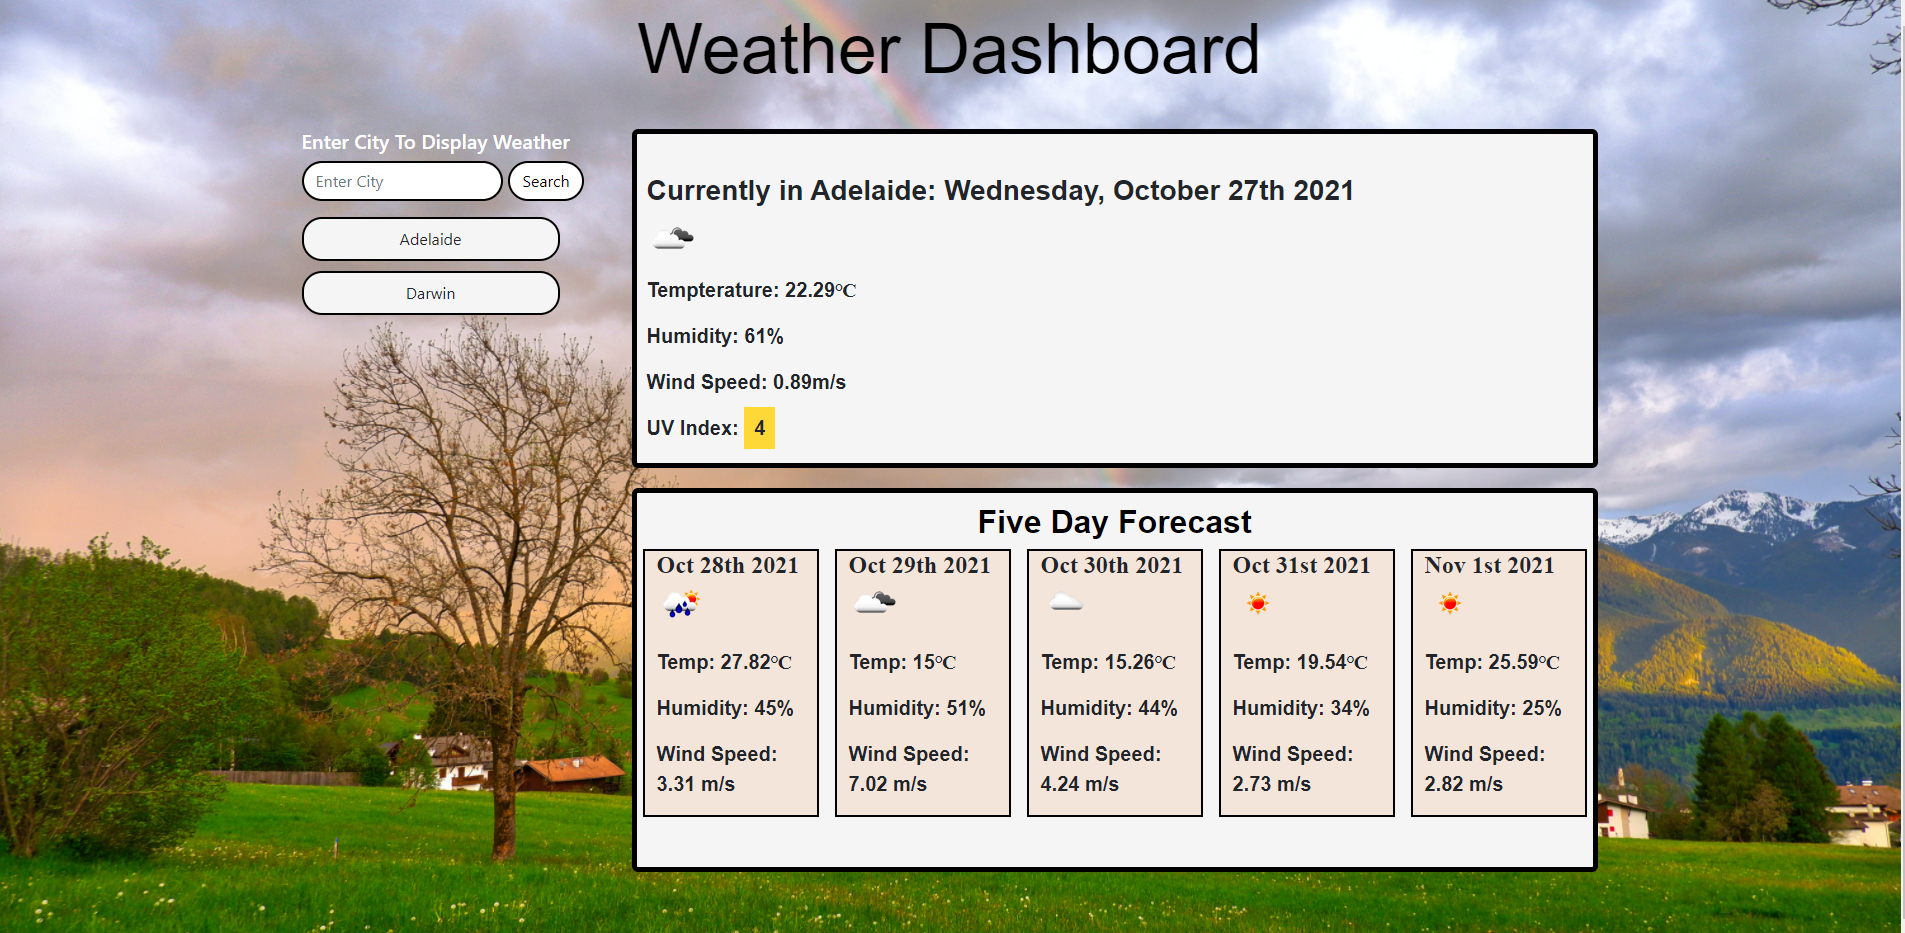 Weather Dashboard
Enter City To Display Weather
Enter City
Search
Adelaide
Darwin
Currently in Adelaide: Wednesday, October 27th 2021
Tempterature: 22.29°C
Humidity: 61%
Wind Speed: 0.89m/s
UV Index: 4
Five Day Forecast
Oct 28th 2021
Temp: 27.82°C
Humidity: 45%
Wind Speed:
3.31 m/s
Oct 29th 2021
Temp: 15°C
Humidity: 51%
Wind Speed:
7.02 m/s
Oct 30th 2021
Temp: 15.26°C
Humidity: 44%
Wind Speed:
4.24 m/s
Oct 31st 2021
Temp: 19.54°C
Humidity: 34%
Wind Speed:
2.73 m/s
Nov 1st 2021
Temp: 25.59°C
Humidity: 25%
Wind Speed:
2.82 m/s